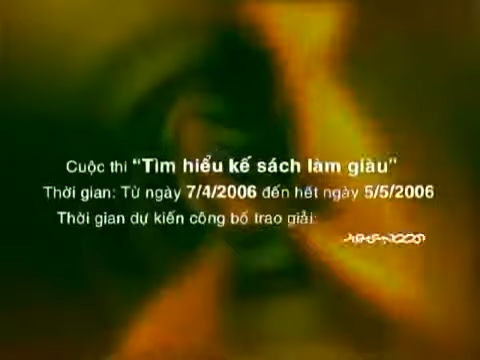 Cuộc thi "Tìm hiểu kế sách làm giàu"
Thời gian: Từ ngày 7/4/2006 đến hết ngày 5/5/2006
Thời gian dự kiến công bố trao giải: